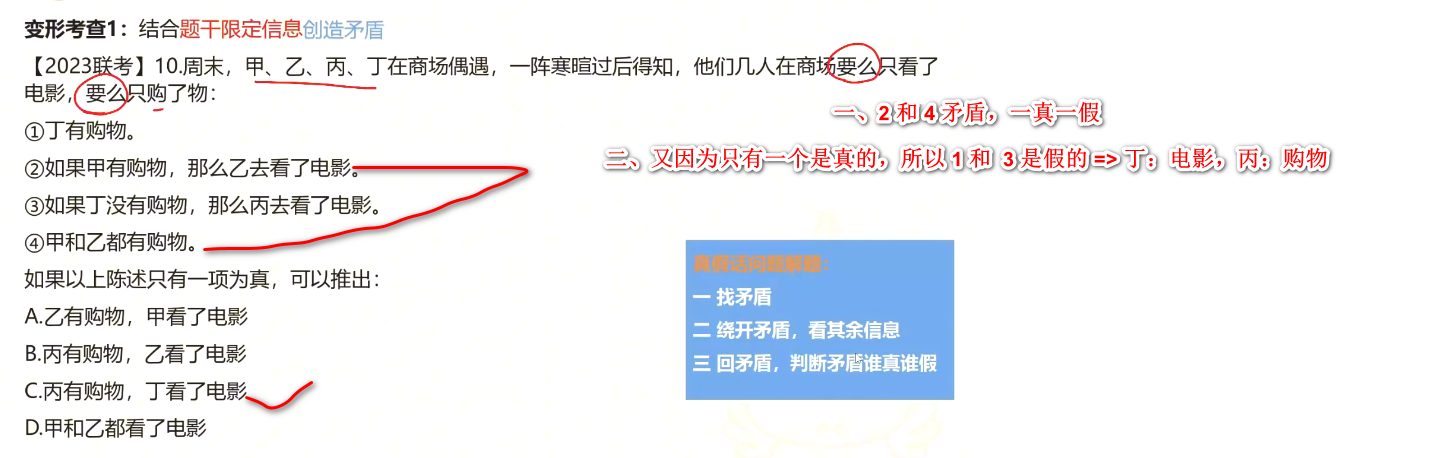 变形考查1：结合题干限定信息创造矛盾
【2023联考】10.周末，甲、乙、丙、丁在商场偶遇，一阵寒暄过后得知，他们几人在商场要么只看了
电影，要么只购了物：
一、2 和 4 矛盾，一真一假
①丁有购物。
二、又因为只有一个是真的，所以 1 和 3 是假的 => 丁：电影，丙：购物
②如果甲有购物，那么乙去看了电影。
③如果丁没有购物，那么丙去看了电影。
④甲和乙都有购物。
如果以上陈述只有一项为真，可以推出：
A.乙有购物，甲看了电影
B.丙有购物，乙看了电影
C.丙有购物，丁看了电影
D.甲和乙都看了电影
真假话问题解题：
一 找矛盾
二 绕开矛盾，看其余信息
三 回矛盾，判断矛盾谁真谁假